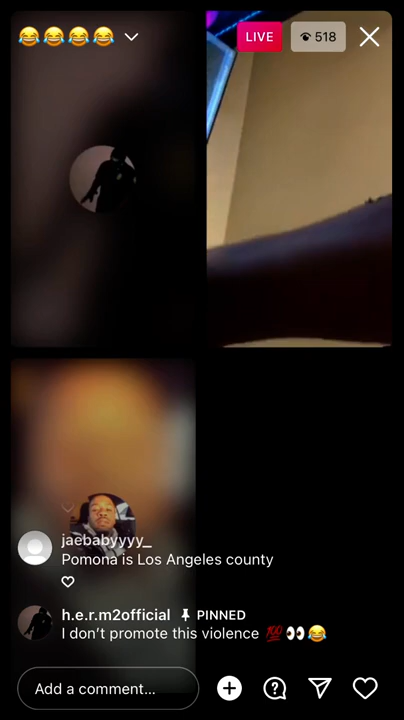 😂😂😂😂
LIVE
518
jaebabyyyy_
Pomona is Los Angeles county
h.e.r.m2official PINNED
I don't promote this violence 💯👀😂
Add a comment...